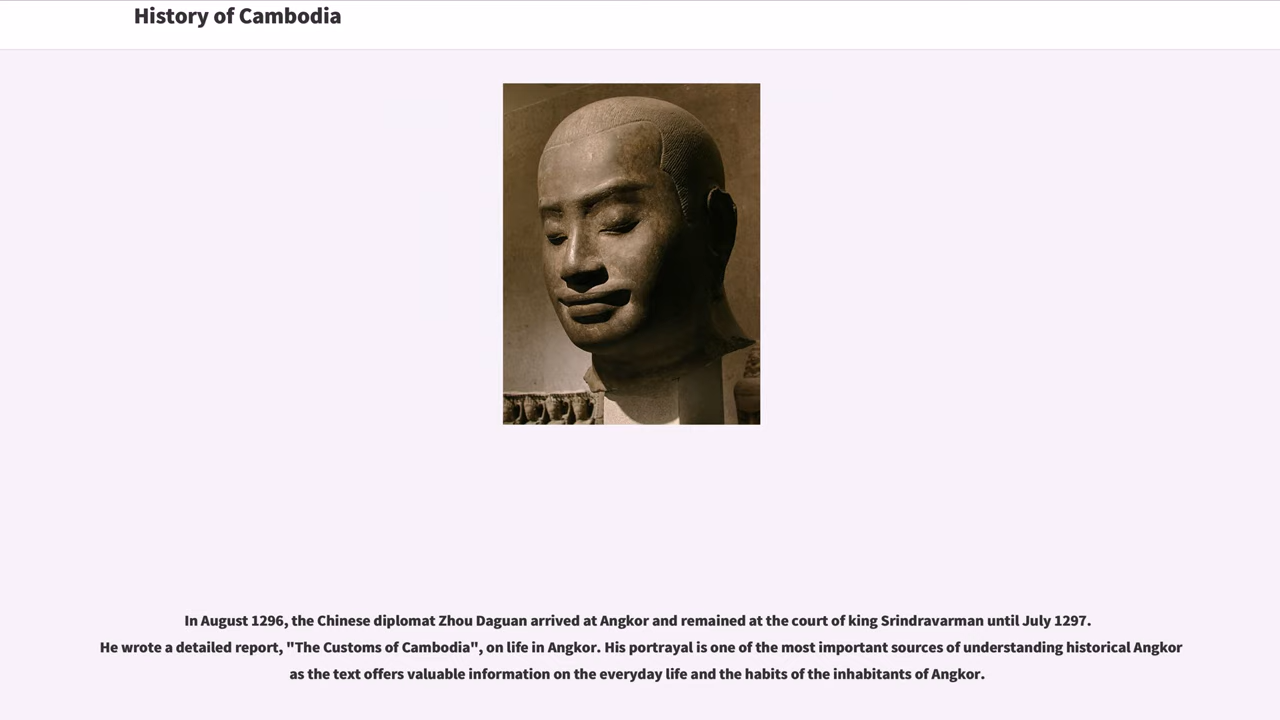 History of Cambodia
In August 1296, the Chinese diplomat Zhou Daguan arrived at Angkor and remained at the court of king Srindravarman until July 1297.
He wrote a detailed report, "The Customs of Cambodia", on life in Angkor. His portrayal is one of the most important sources of understanding historical Angkor
as the text offers valuable information on the everyday life and the habits of the inhabitants of Angkor.